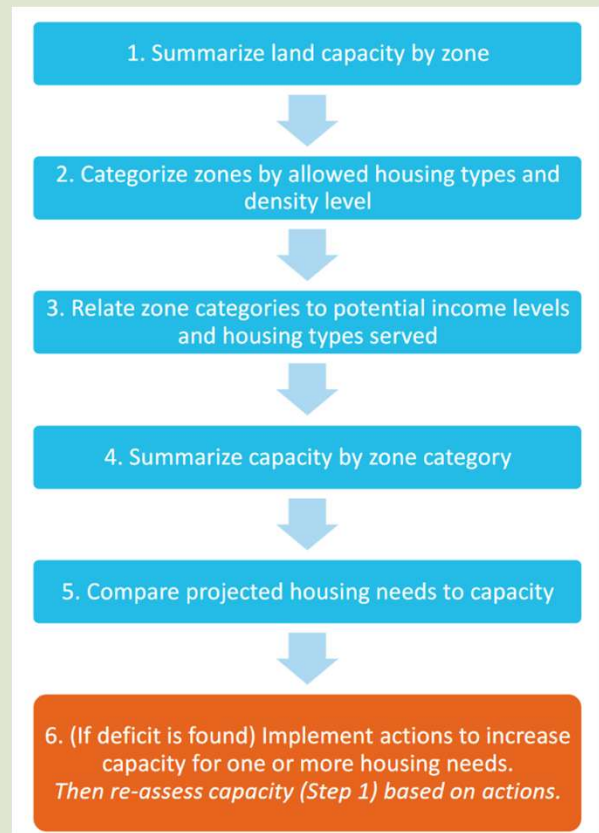 1. Summarize land capacity by zone
2. Categorize zones by allowed housing types and
density level
3. Relate zone categories to potential income levels
and housing types served
4. Summarize capacity by zone category
5. Compare projected housing needs to capacity
6. (If deficit is found) Implement actions to increase
capacity for one or more housing needs.
Then re-assess capacity (Step 1) based on actions.